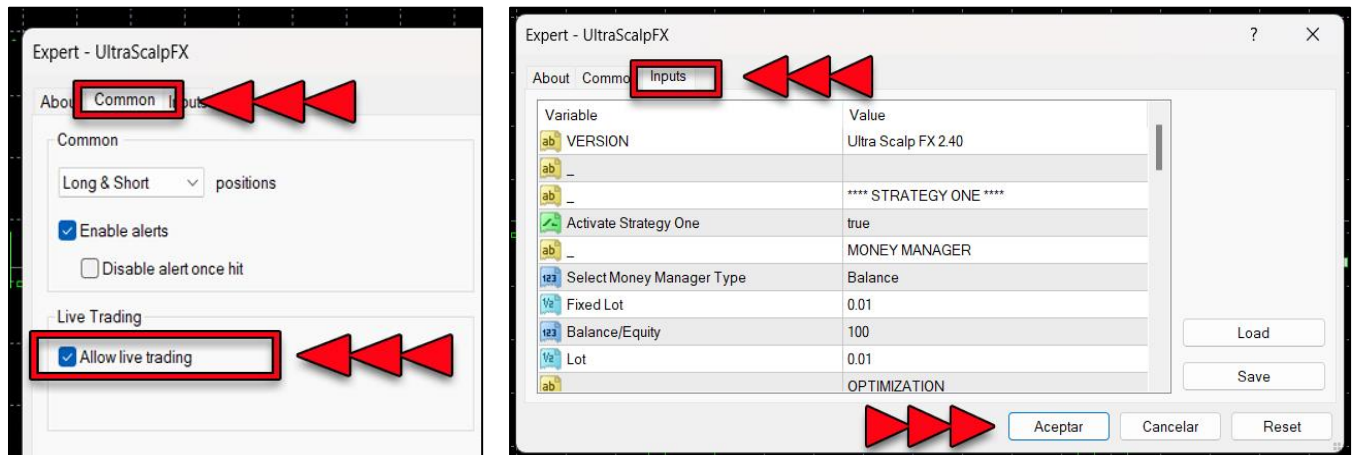 Expert - UltraScalpFX
Common
Common
Long & Short positions
Enable alerts
Disable alert once hit
Live Trading
Allow live trading
Expert - UltraScalpFX ? X
About Inputs
Variable Value
ab VERSION Ultra Scalp FX 2.40
ab _
ab _ **** STRATEGY ONE ****
Activate Strategy One true
ab _ MONEY MANAGER
123 Select Money Manager Type Balance
½ Fixed Lot 0.01
123 Balance/Equity 100
½ Lot 0.01
ab OPTIMIZATION
Load
Save
Aceptar Cancelar Reset